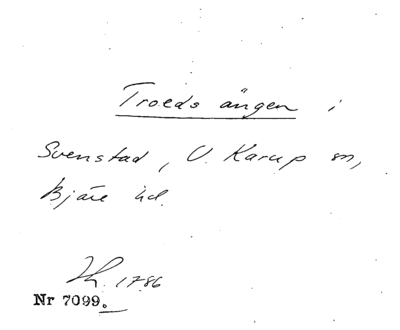 Troeds ängen i
Svenstad, V. Karup sn,
Bjäre hd.
1786
Nr 7099.